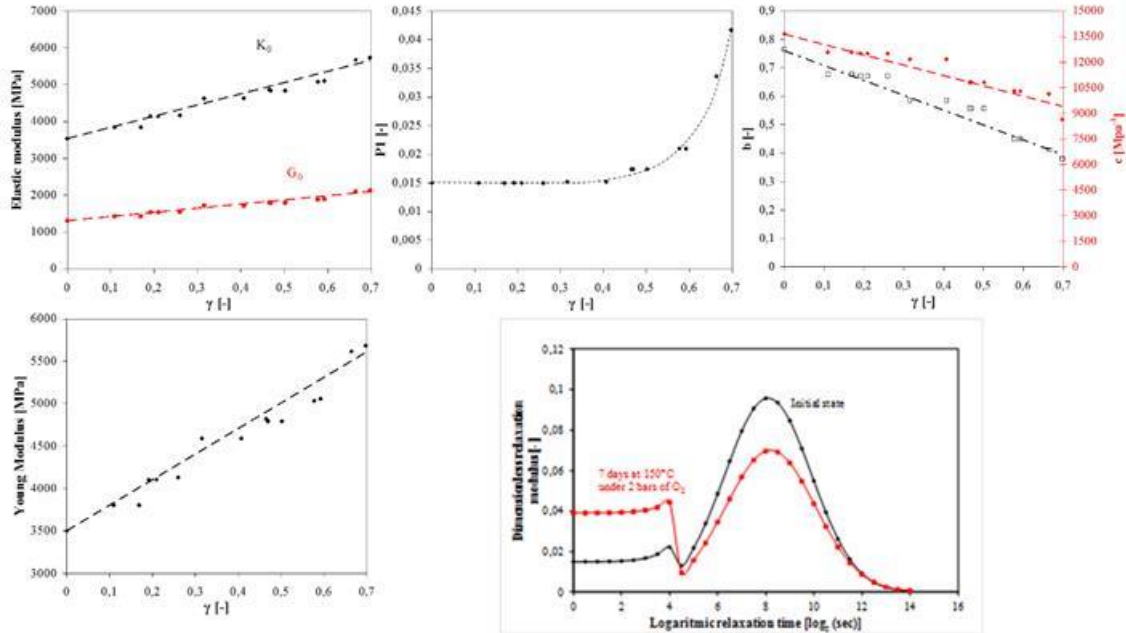 7000
6000
5000
4000
3000
2000
1000
0
Elastic modulus [MPa]
K0
G0
0 0,1 0,2 0,3 0,4 0,5 0,6 0,7
γ [-]
0,045
0,04
0,035
0,03
0,025
0,02
0,015
0,01
0,005
0
P1 [-]
0 0,1 0,2 0,3 0,4 0,5 0,6 0,7
γ [-]
0,9
0,8
0,7
0,6
0,5
0,4
0,3
0,2
0,1
0
b [-]
15000
13500
12000
10500
9000
7500
6000
4500
3000
1500
0
c [Mpa⁻¹]
0 0,1 0,2 0,3 0,4 0,5 0,6 0,7
γ [-]
6000
5500
5000
4500
4000
3500
3000
Young Modulus [MPa]
0 0,1 0,2 0,3 0,4 0,5 0,6 0,7
γ [-]
0,12
0,1
0,08
0,06
0,04
0,02
0
Dimensionless relaxation
modulus [-]
Initial state
7 days at 150°C
under 2 bars of O2
0 2 4 6 8 10 12 14 16
Logaritmic relaxation time [log (sec)]